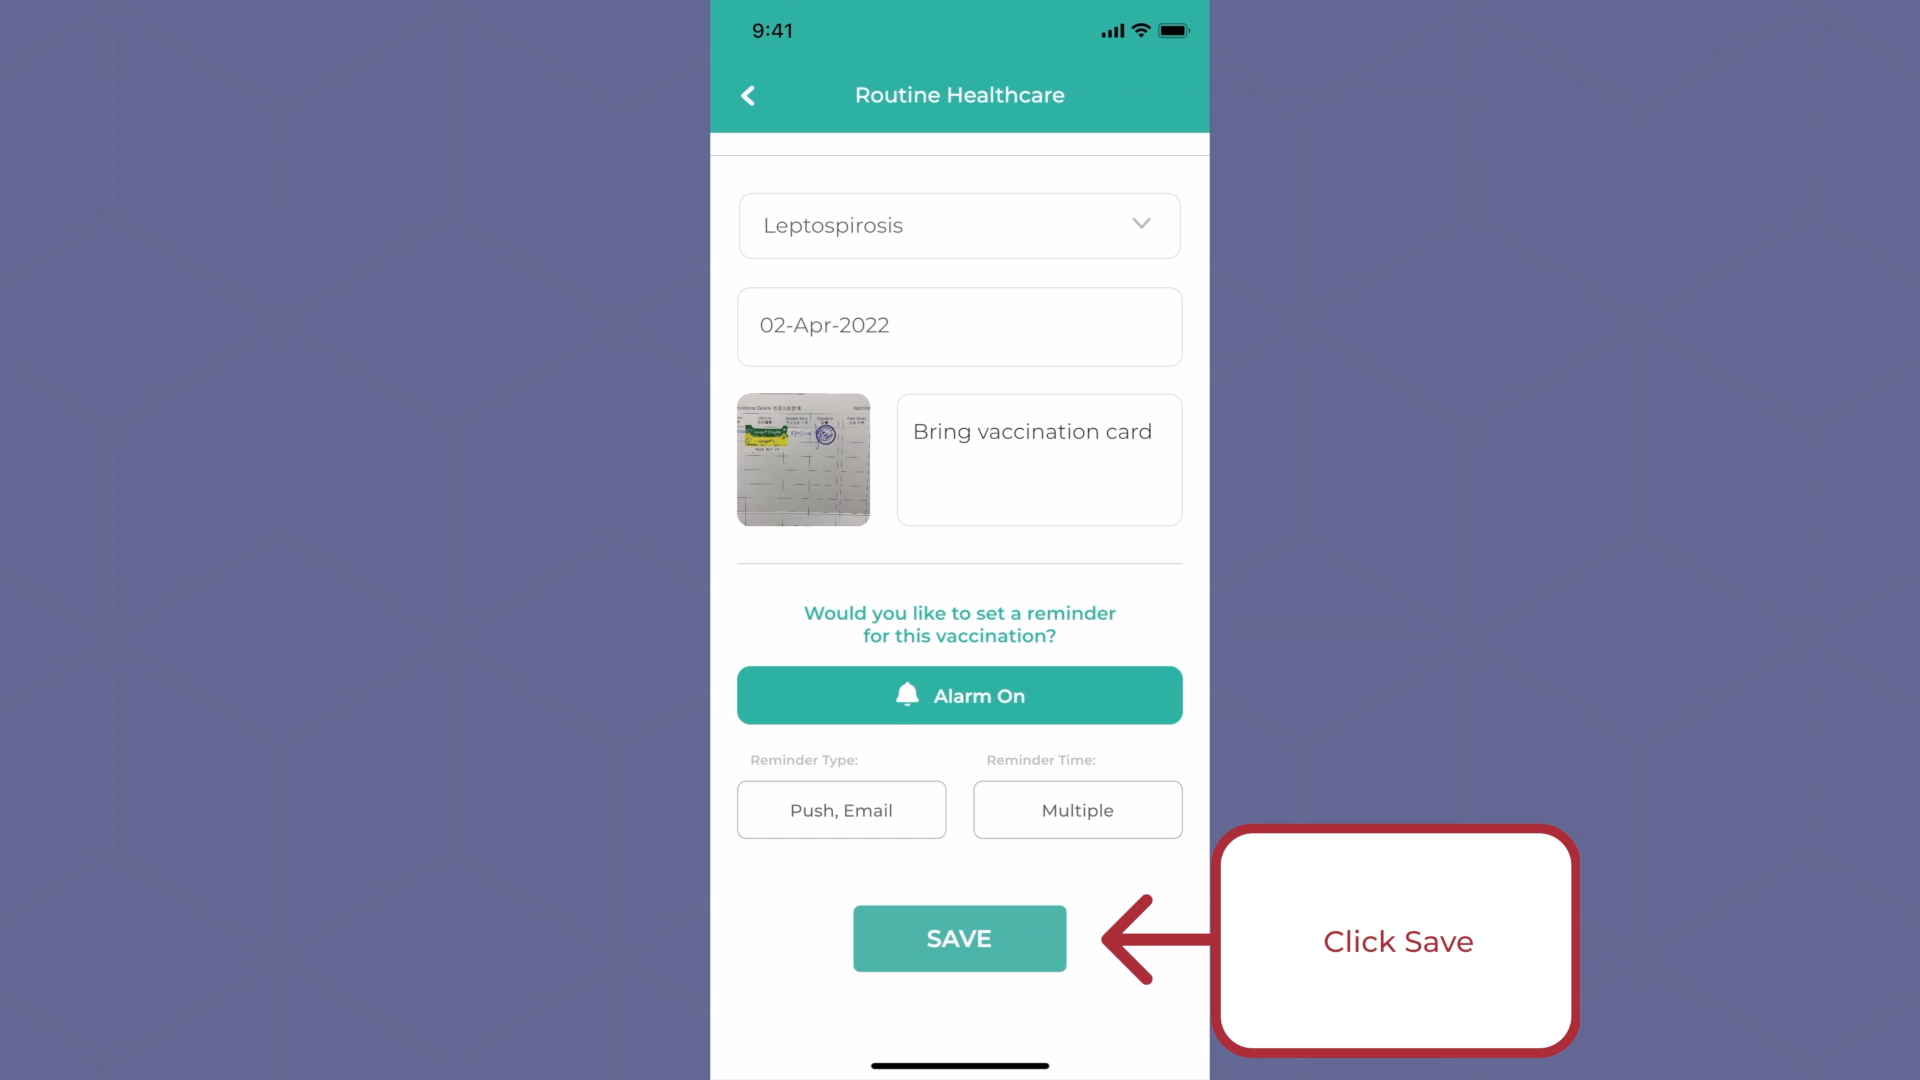 9:41
Routine Healthcare
Leptospirosis
02-Apr-2022
Bring vaccination card
Would you like to set a reminder
for this vaccination?
Alarm On
Reminder Type:
Reminder Time:
Push, Email
Multiple
SAVE
Click Save